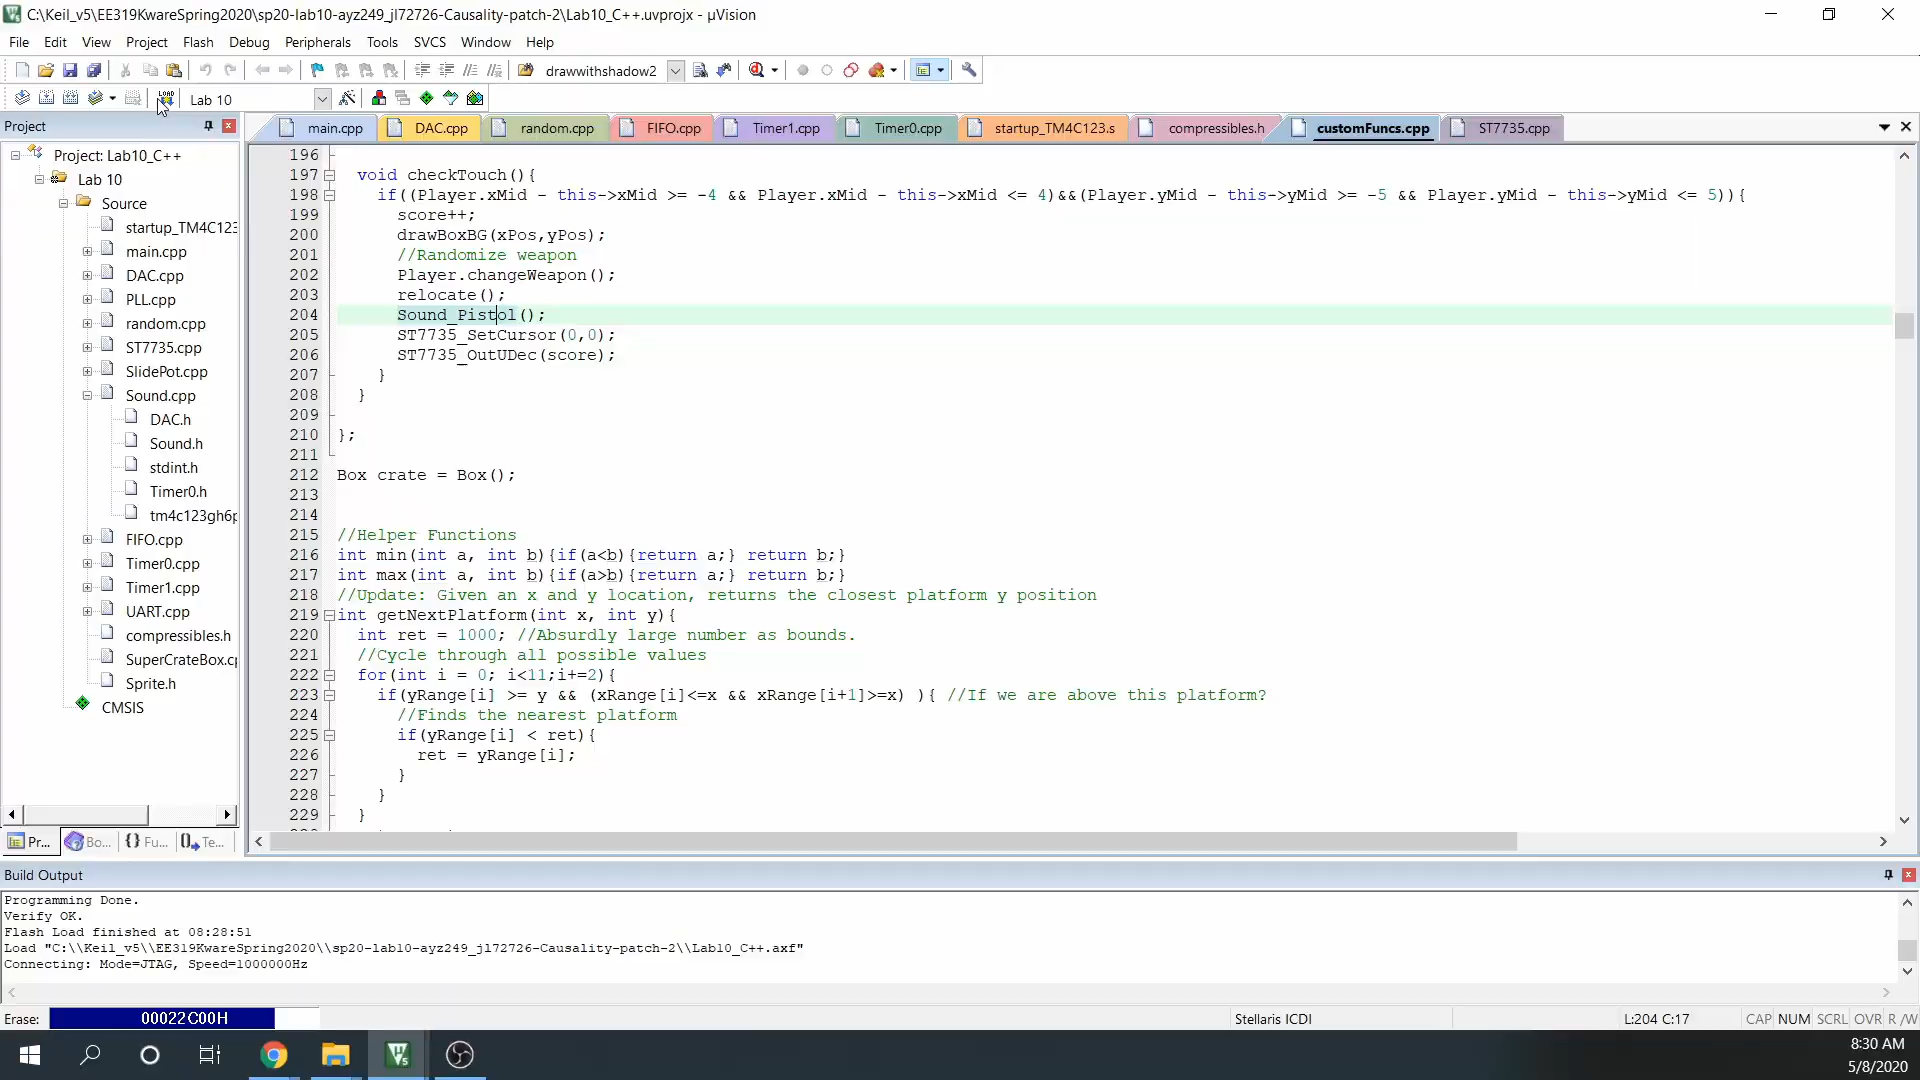 C:\Keil_v5\EE319KwareSpring2020\sp20-lab10-ayz249_jl72726-Causality-patch-2\Lab10_C++.uvprojx - µVision
File Edit View Project Flash Debug Peripherals Tools SVCS Window Help
drawwithshadow2
LOAD Lab 10
Project
main.cpp DAC.cpp random.cpp FIFO.cpp Timer1.cpp Timer0.cpp startup_TM4C123.s compressibles.h customFuncs.cpp ST7735.cpp
Project: Lab10_C++
Lab 10
Source
startup_TM4C123
main.cpp
DAC.cpp
PLL.cpp
random.cpp
ST7735.cpp
SlidePot.cpp
Sound.cpp
DAC.h
Sound.h
stdint.h
Timer0.h
tm4c123gh6p
FIFO.cpp
Timer0.cpp
Timer1.cpp
UART.cpp
compressibles.h
SuperCrateBox.cp
Sprite.h
CMSIS
Pr... Bo... {} Fu... Te...
196
197 void checkTouch(){
198 if((Player.xMid - this->xMid >= -4 && Player.xMid - this->xMid <= 4)&&(Player.yMid - this->yMid >= -5 && Player.yMid - this->yMid <= 5)){
199 score++;
200 drawBoxBG(xPos,yPos);
201 //Randomize weapon
202 Player.changeWeapon();
203 relocate();
204 Sound_Pistol();
205 ST7735_SetCursor(0,0);
206 ST7735_OutUDec(score);
207 }
208 }
209
210 };
211
212 Box crate = Box();
213
214
215 //Helper Functions
216 int min(int a, int b){if(a<b){return a;} return b;}
217 int max(int a, int b){if(a>b){return a;} return b;}
218 //Update: Given an x and y location, returns the closest platform y position
219 int getNextPlatform(int x, int y){
220 int ret = 1000; //Absurdly large number as bounds.
221 //Cycle through all possible values
222 for(int i = 0; i<11;i+=2){
223 if(yRange[i] >= y && (xRange[i]<=x && xRange[i+1]>=x) ){ //If we are above this platform?
224 //Finds the nearest platform
225 if(yRange[i] < ret){
226 ret = yRange[i];
227 }
228 }
229 }
Build Output
Programming Done.
Verify OK.
Flash Load finished at 08:28:51
Load "C:\\Keil_v5\\EE319KwareSpring2020\\sp20-lab10-ayz249_jl72726-Causality-patch-2\\Lab10_C++.axf"
Connecting: Mode=JTAG, Speed=1000000Hz
Erase: 00022C00H Stellaris ICDI L:204 C:17 CAP NUM SCRL OVR R/W
8:30 AM
5/8/2020